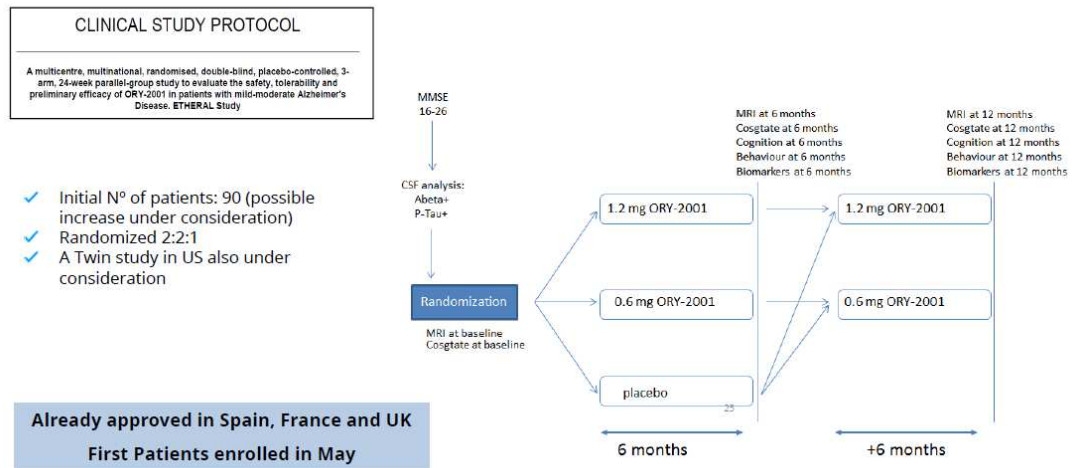 CLINICAL STUDY PROTOCOL
A multicentre, multinational, randomised, double-blind, placebo-controlled, 3-
arm, 24-week parallel-group study to evaluate the safety, tolerability and
preliminary efficacy of ORY-2001 in patients with mild-moderate Alzheimer's
Disease. ETHERAL Study
✓ Initial Nº of patients: 90 (possible
increase under consideration)
✓ Randomized 2:2:1
✓ A Twin study in US also under
consideration
Already approved in Spain, France and UK
First Patients enrolled in May
MMSE
16-26
CSF analysis:
Abeta+
P-Tau+
Randomization
MRI at baseline
Cosgtate at baseline
1.2 mg ORY-2001
0.6 mg ORY-2001
placebo
25
6 months
MRI at 6 months
Cosgtate at 6 months
Cognition at 6 months
Behaviour at 6 months
Biomarkers at 6 months
1.2 mg ORY-2001
0.6 mg ORY-2001
+6 months
MRI at 12 months
Cosgtate at 12 months
Cognition at 12 months
Behaviour at 12 months
Biomarkers at 12 months